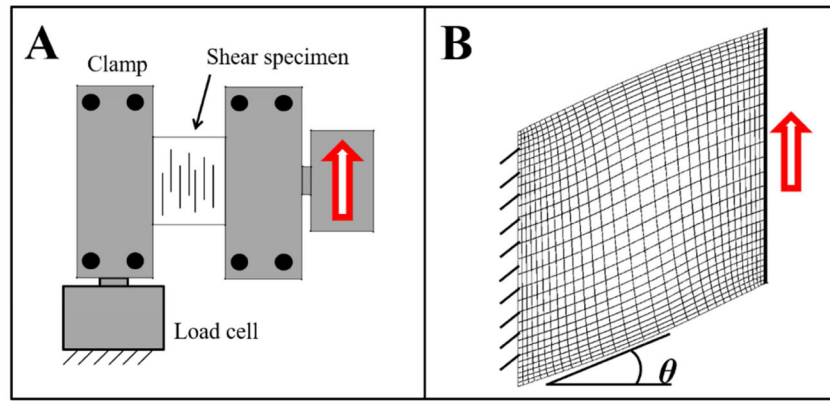 A
Clamp
Shear specimen
Load cell
B
θ